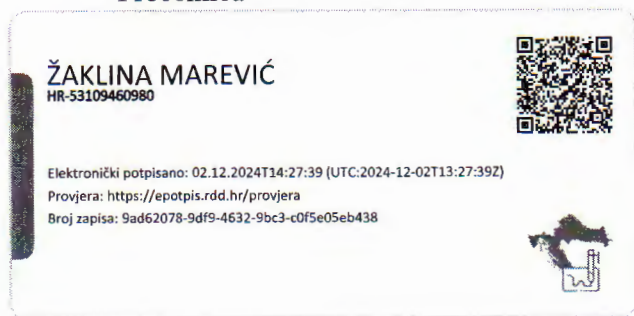 ŽAKLINA MAREVIĆ
HR-53109460980
Elektronički potpisano: 02.12.2024T14:27:39 (UTC:2024-12-02T13:27:39Z)
Provjera: https://epotpis.rdd.hr/provjera
Broj zapisa: 9ad62078-9df9-4632-9bc3-c0f5e05eb438